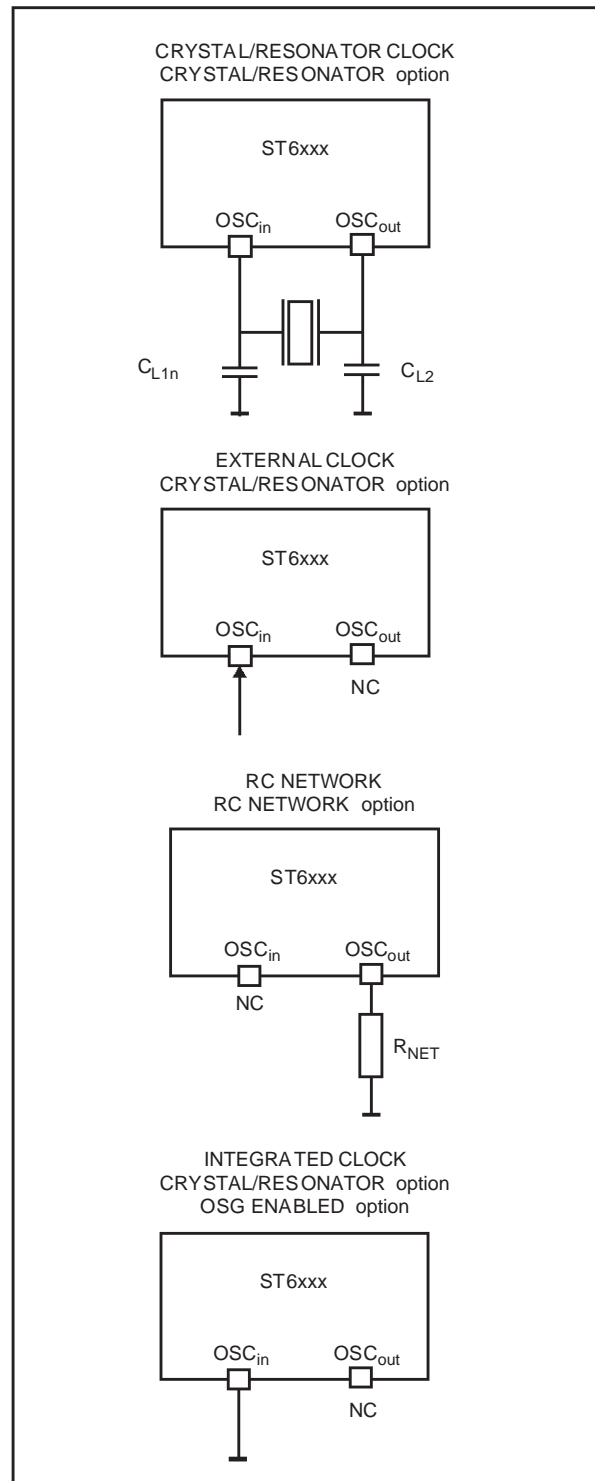 CRYSTAL/RESONATOR CLOCK
CRYSTAL/RESONATOR option
ST6xxx
OSCin OSCout
CL1n CL2
EXTERNAL CLOCK
CRYSTAL/RESONATOR option
ST6xxx
OSCin OSCout
NC
RC NETWORK
RC NETWORK option
ST6xxx
OSCin OSCout
NC
RNET
INTEGRATED CLOCK
CRYSTAL/RESONATOR option
OSG ENABLED option
ST6xxx
OSCin OSCout
NC